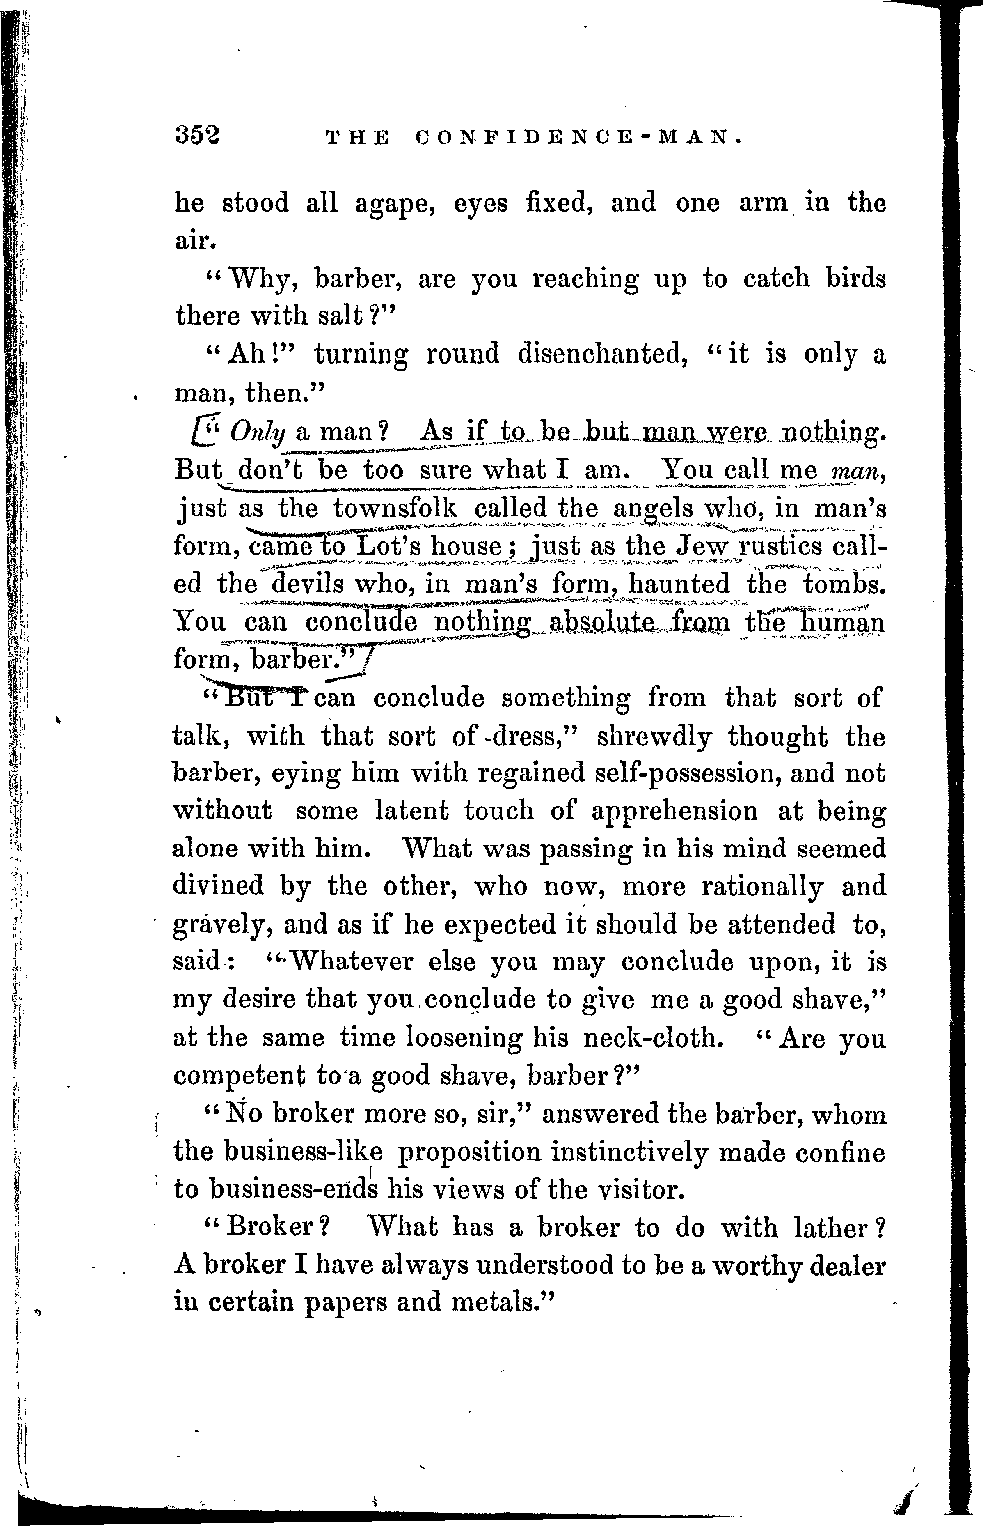 352 THE CONFIDENCE-MAN.
he stood all agape, eyes fixed, and one arm in the
air.
"Why, barber, are you reaching up to catch birds
there with salt?"
"Ah!" turning round disenchanted, "it is only a
man, then."
["Only a man? As if to be but man were nothing.
But don't be too sure what I am. You call me man,
just as the townsfolk called the angels who, in man's
form, came to Lot's house; just as the Jew rustics call-
ed the devils who, in man's form, haunted the tombs.
You can conclude nothing absolute from the human
form, barber."]
"But I can conclude something from that sort of
talk, with that sort of dress," shrewdly thought the
barber, eying him with regained self-possession, and not
without some latent touch of apprehension at being
alone with him. What was passing in his mind seemed
divined by the other, who now, more rationally and
gravely, and as if he expected it should be attended to,
said: "Whatever else you may conclude upon, it is
my desire that you conclude to give me a good shave,"
at the same time loosening his neck-cloth. "Are you
competent to a good shave, barber?"
"No broker more so, sir," answered the barber, whom
the business-like proposition instinctively made confine
to business-ends his views of the visitor.
"Broker? What has a broker to do with lather?
A broker I have always understood to be a worthy dealer
in certain papers and metals."